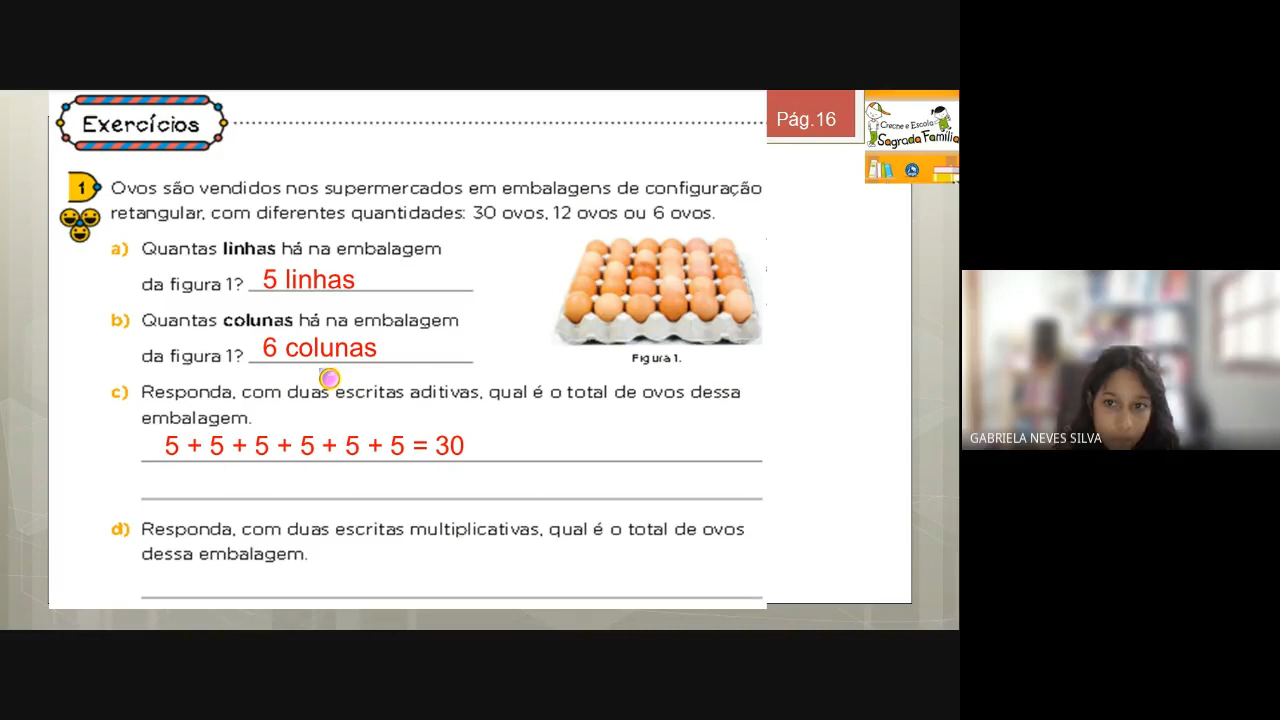 Exercícios
Pág.16
Creche e Escola
Sagrada Família
1 Ovos são vendidos nos supermercados em embalagens de configuração
retangular, com diferentes quantidades: 30 ovos, 12 ovos ou 6 ovos.
a) Quantas linhas há na embalagem
da figura 1? 5 linhas
b) Quantas colunas há na embalagem
da figura 1? 6 colunas
Figura 1.
c) Responda, com duas escritas aditivas, qual é o total de ovos dessa
embalagem.
5 + 5 + 5 + 5 + 5 + 5 = 30
d) Responda, com duas escritas multiplicativas, qual é o total de ovos
dessa embalagem.
GABRIELA NEVES SILVA